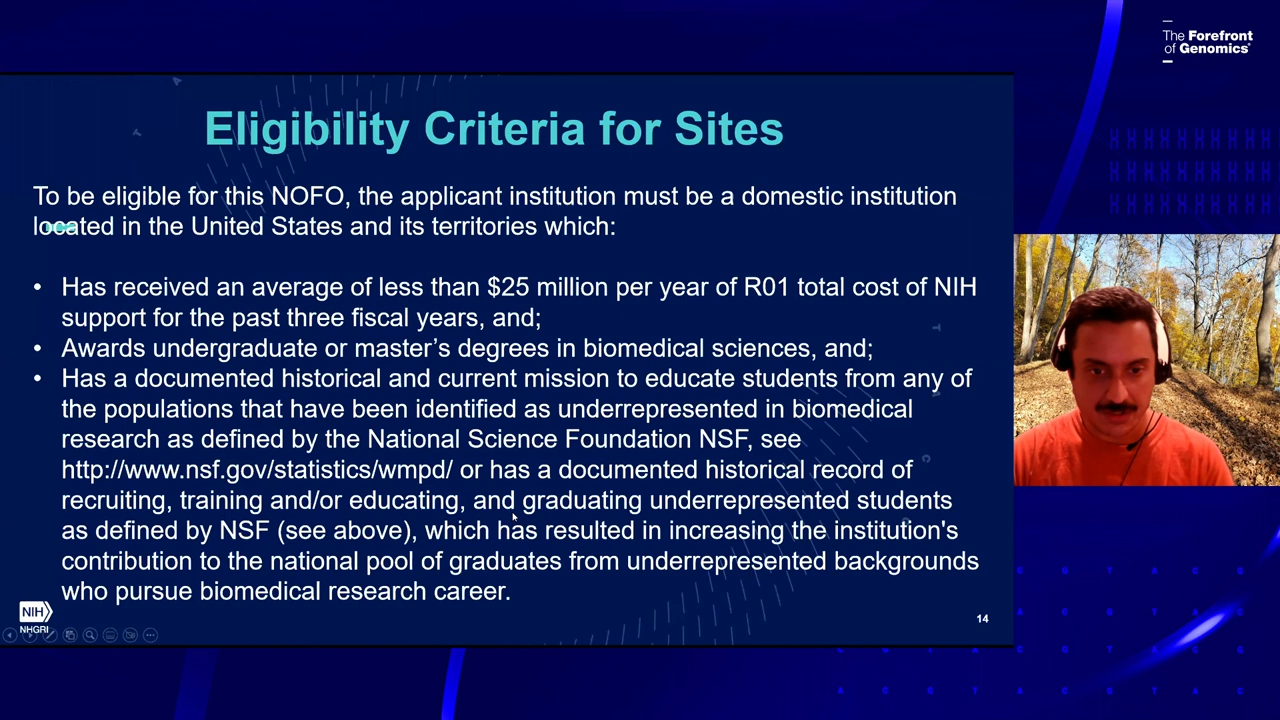 The Forefront
of Genomics®
Eligibility Criteria for Sites
To be eligible for this NOFO, the applicant institution must be a domestic institution
located in the United States and its territories which:
• Has received an average of less than $25 million per year of R01 total cost of NIH
support for the past three fiscal years, and;
• Awards undergraduate or master’s degrees in biomedical sciences, and;
• Has a documented historical and current mission to educate students from any of
the populations that have been identified as underrepresented in biomedical
research as defined by the National Science Foundation NSF, see
http://www.nsf.gov/statistics/wmpd/ or has a documented historical record of
recruiting, training and/or educating, and graduating underrepresented students
as defined by NSF (see above), which has resulted in increasing the institution's
contribution to the national pool of graduates from underrepresented backgrounds
who pursue biomedical research career.
NIH
NHGRI
14